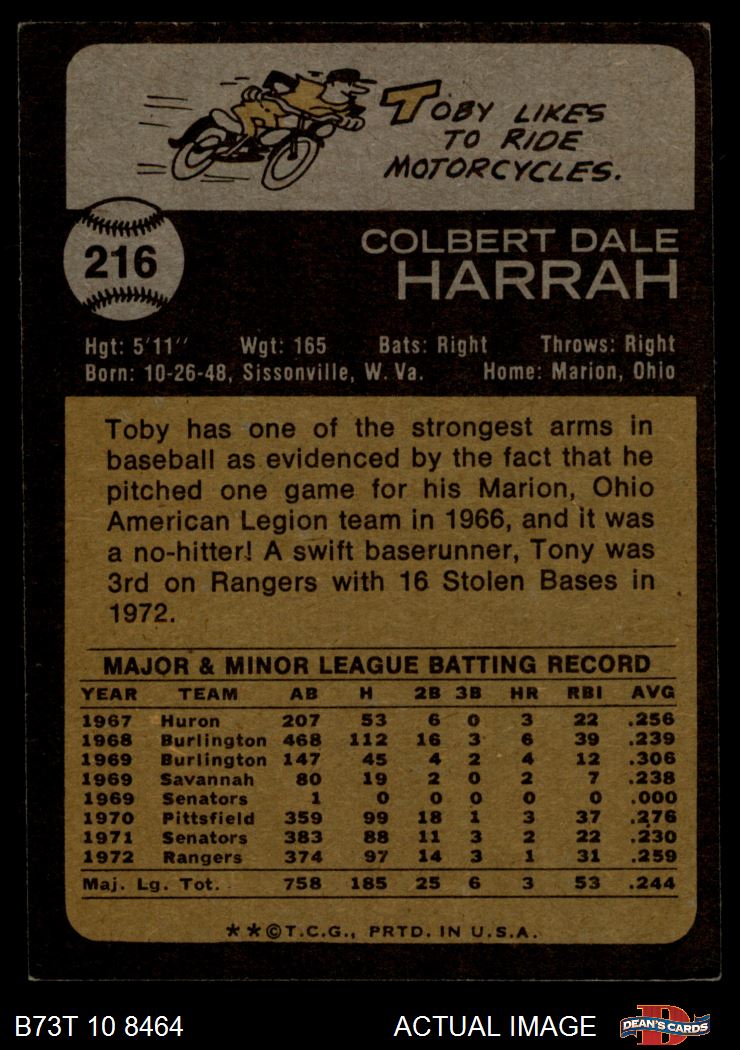 TOBY LIKES
TO RIDE
MOTORCYCLES.
216
COLBERT DALE
HARRAH
Hgt: 5'11" Wgt: 165 Bats: Right Throws: Right
Born: 10-26-48, Sissonville, W. Va. Home: Marion, Ohio
Toby has one of the strongest arms in
baseball as evidenced by the fact that he
pitched one game for his Marion, Ohio
American Legion team in 1966, and it was
a no-hitter! A swift baserunner, Tony was
3rd on Rangers with 16 Stolen Bases in
1972.
MAJOR & MINOR LEAGUE BATTING RECORD
YEAR TEAM AB H 2B 3B HR RBI AVG
1967 Huron 207 53 6 0 3 22 .256
1968 Burlington 468 112 16 3 6 39 .239
1969 Burlington 147 45 4 2 4 12 .306
1969 Savannah 80 19 2 0 2 7 .238
1969 Senators 1 0 0 0 0 0 .000
1970 Pittsfield 359 99 18 1 3 37 .276
1971 Senators 383 88 11 3 2 22 .230
1972 Rangers 374 97 14 3 1 31 .259
Maj. Lg. Tot. 758 185 25 6 3 53 .244
**©T.C.G., PRTD. IN U.S.A.
B73T 10 8464 ACTUAL IMAGE D DEAN'S CARDS